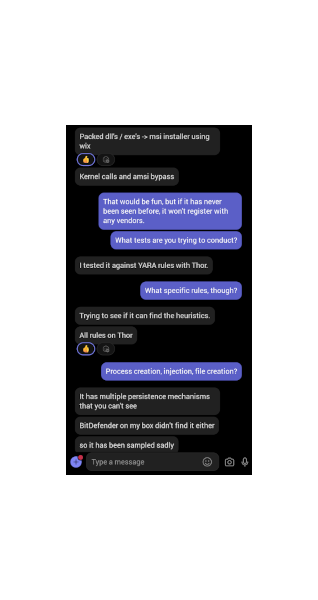 Packed dll's / exe's -> msi installer using
wix
Kernel calls and amsi bypass
That would be fun, but if it has never
been seen before, it won't register with
any vendors.
What tests are you trying to conduct?
I tested it against YARA rules with Thor.
What specific rules, though?
Trying to see if it can find the heuristics.
All rules on Thor
Process creation, injection, file creation?
It has multiple persistence mechanisms
that you can't see
BitDefender on my box didn't find it either
so it has been sampled sadly
Type a message